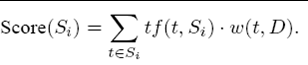 Score(S_i) = \sum_{t \in S_i} tf(t, S_i) \cdot w(t, D).